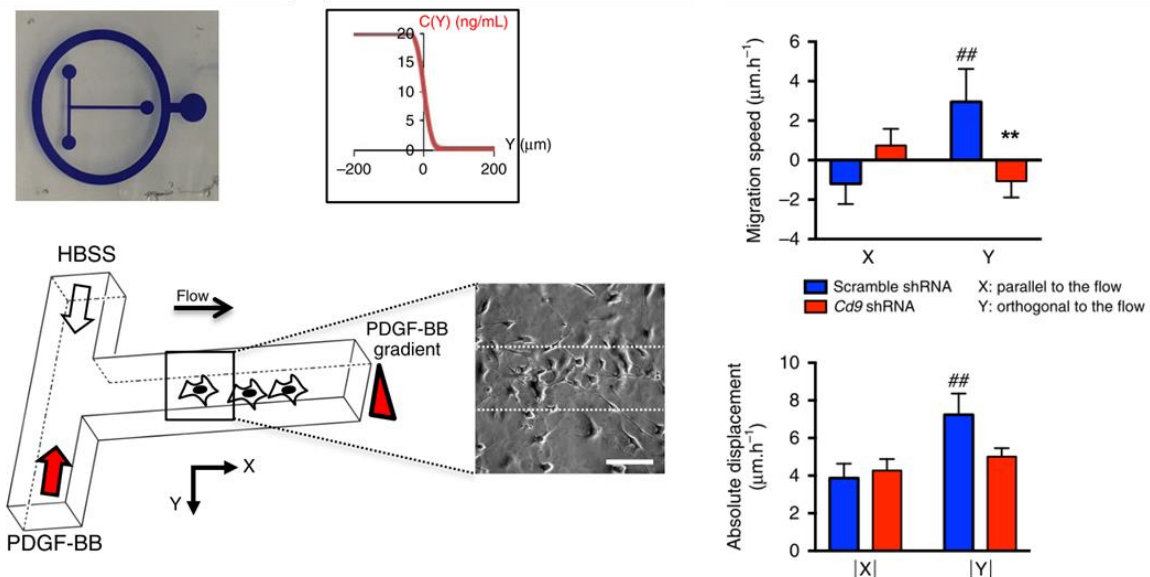 C(Y) (ng/mL)
20
15
10
5
0
Y (μm)
−200
0
200
HBSS
Flow
PDGF-BB
gradient
X
Y
PDGF-BB
Migration speed (μm.h⁻¹)
6
4
2
0
−2
−4
##
**
X
Y
Scramble shRNA
X: parallel to the flow
Cd9 shRNA
Y: orthogonal to the flow
Absolute displacement
(μm.h⁻¹)
10
8
6
4
2
0
##
|X|
|Y|